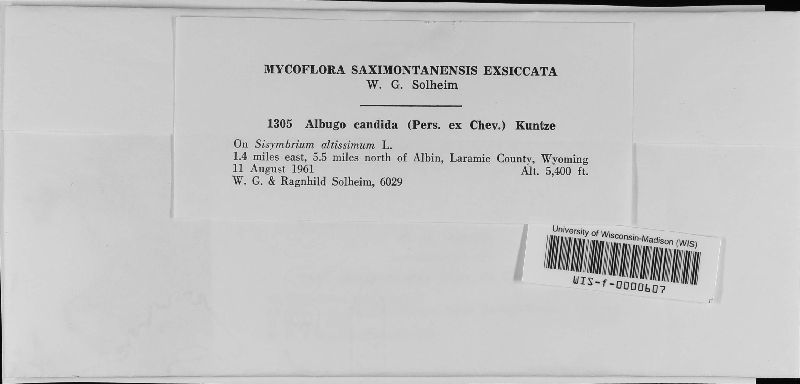 MYCOFLORA SAXIMONTANENSIS EXSICCATA
W. G. Solheim
1305 Albugo candida (Pers. ex Chev.) Kuntze
On Sisymbrium altissimum L.
1.4 miles east, 5.5 miles north of Albin, Laramie County, Wyoming
11 August 1961 Alt. 5,400 ft.
W. G. & Ragnhild Solheim, 6029
University of Wisconsin-Madison (WIS)
WIS-f-0000607